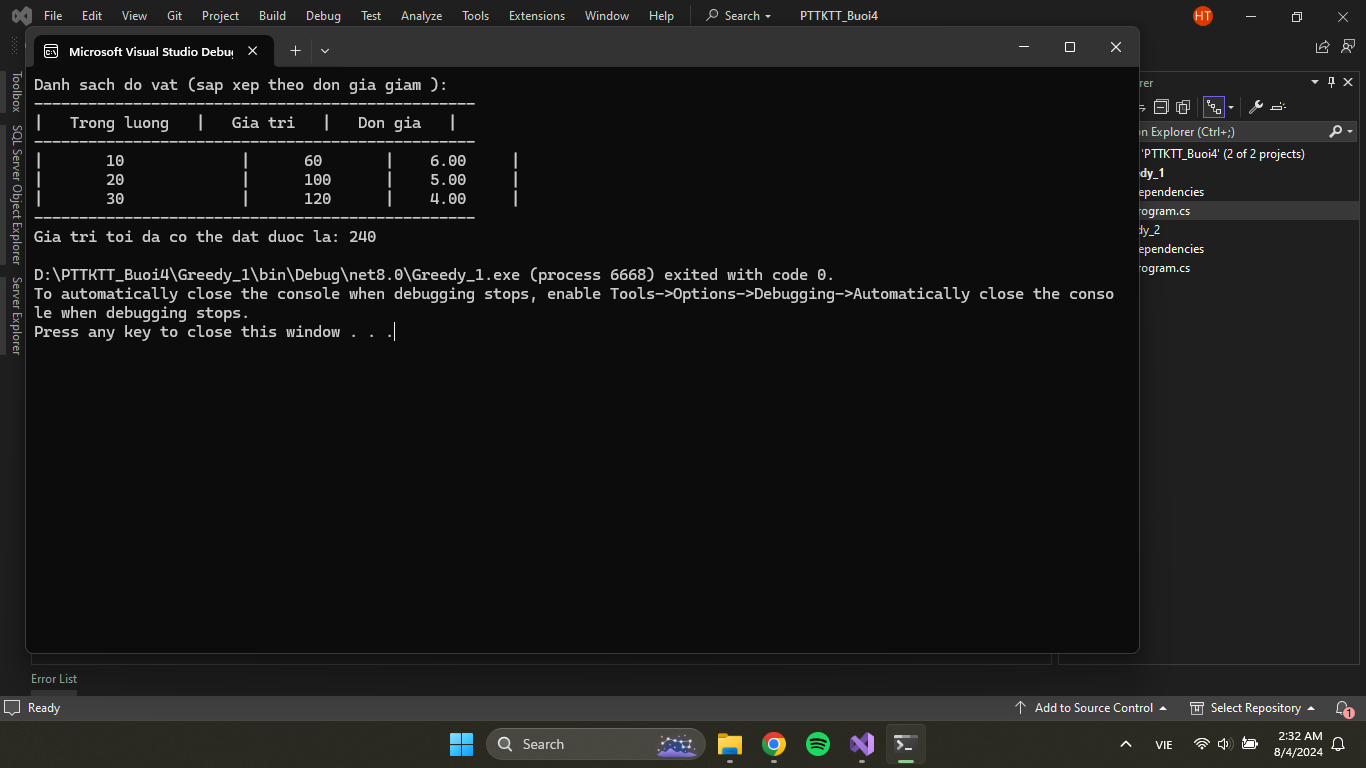 File Edit View Git Project Build Debug Test Analyze Tools Extensions Window Help Search PTTKTT_Buoi4 HT
Microsoft Visual Studio Debu
Danh sach do vat (sap xep theo don gia giam ):
-------------------------------------------------
| Trong luong | Gia tri | Don gia |
-------------------------------------------------
| 10 | 60 | 6.00 |
| 20 | 100 | 5.00 |
| 30 | 120 | 4.00 |
-------------------------------------------------
Gia tri toi da co the dat duoc la: 240
D:\PTTKTT_Buoi4\Greedy_1\bin\Debug\net8.0\Greedy_1.exe (process 6668) exited with code 0.
To automatically close the console when debugging stops, enable Tools->Options->Debugging->Automatically close the conso
le when debugging stops.
Press any key to close this window . . .
Toolbox
SQL Server Object Explorer
Server Explorer
rer
on Explorer (Ctrl+;)
'PTTKTT_Buoi4' (2 of 2 projects)
edy_1
ependencies
rogram.cs
dy_2
ependencies
rogram.cs
Error List
Ready
Add to Source Control
Select Repository
1
Search
VIE
2:32 AM
8/4/2024